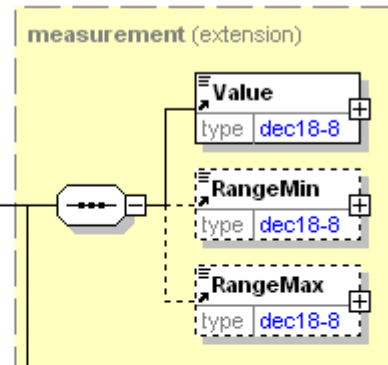 measurement (extension)
Value
type dec18-8
RangeMin
type dec18-8
RangeMax
type dec18-8